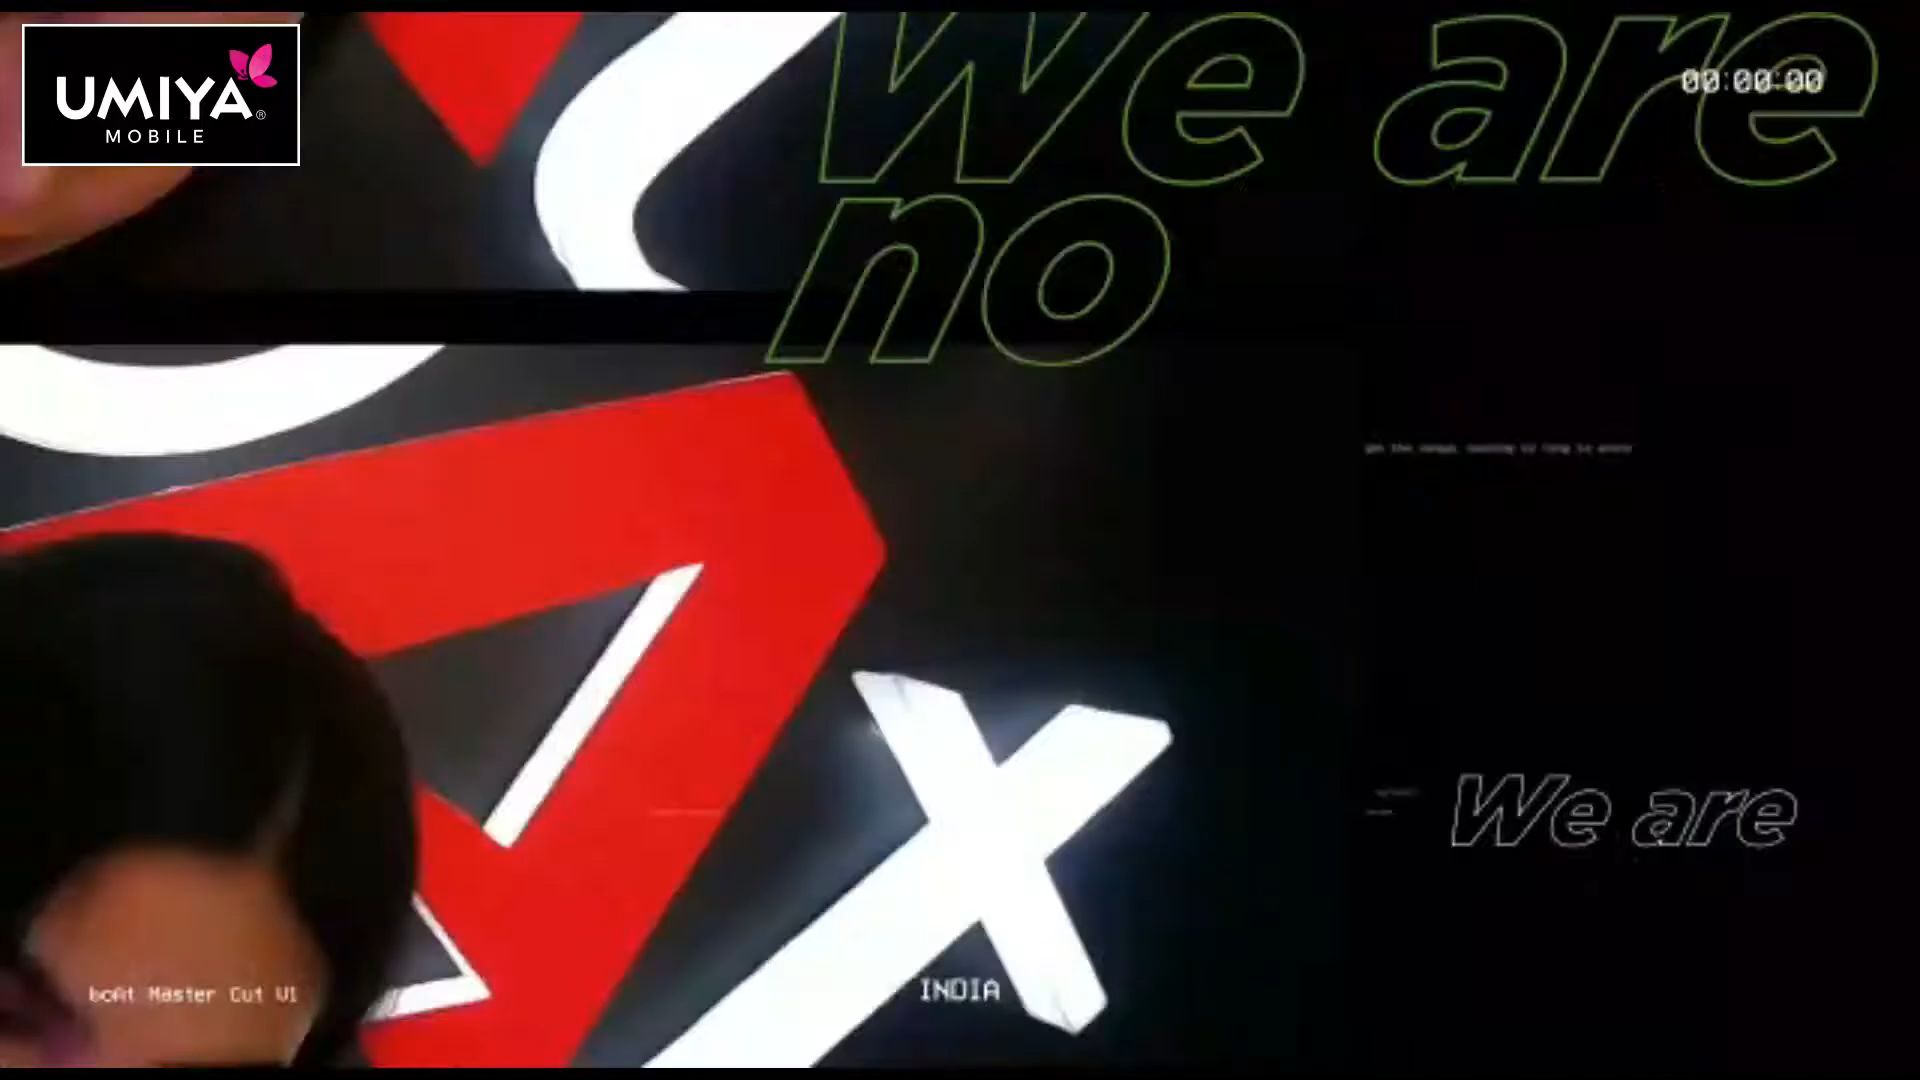 UMIYA®
MOBILE
We are
00:00:00
no
We are
boAt Master Cut V1
INDIA